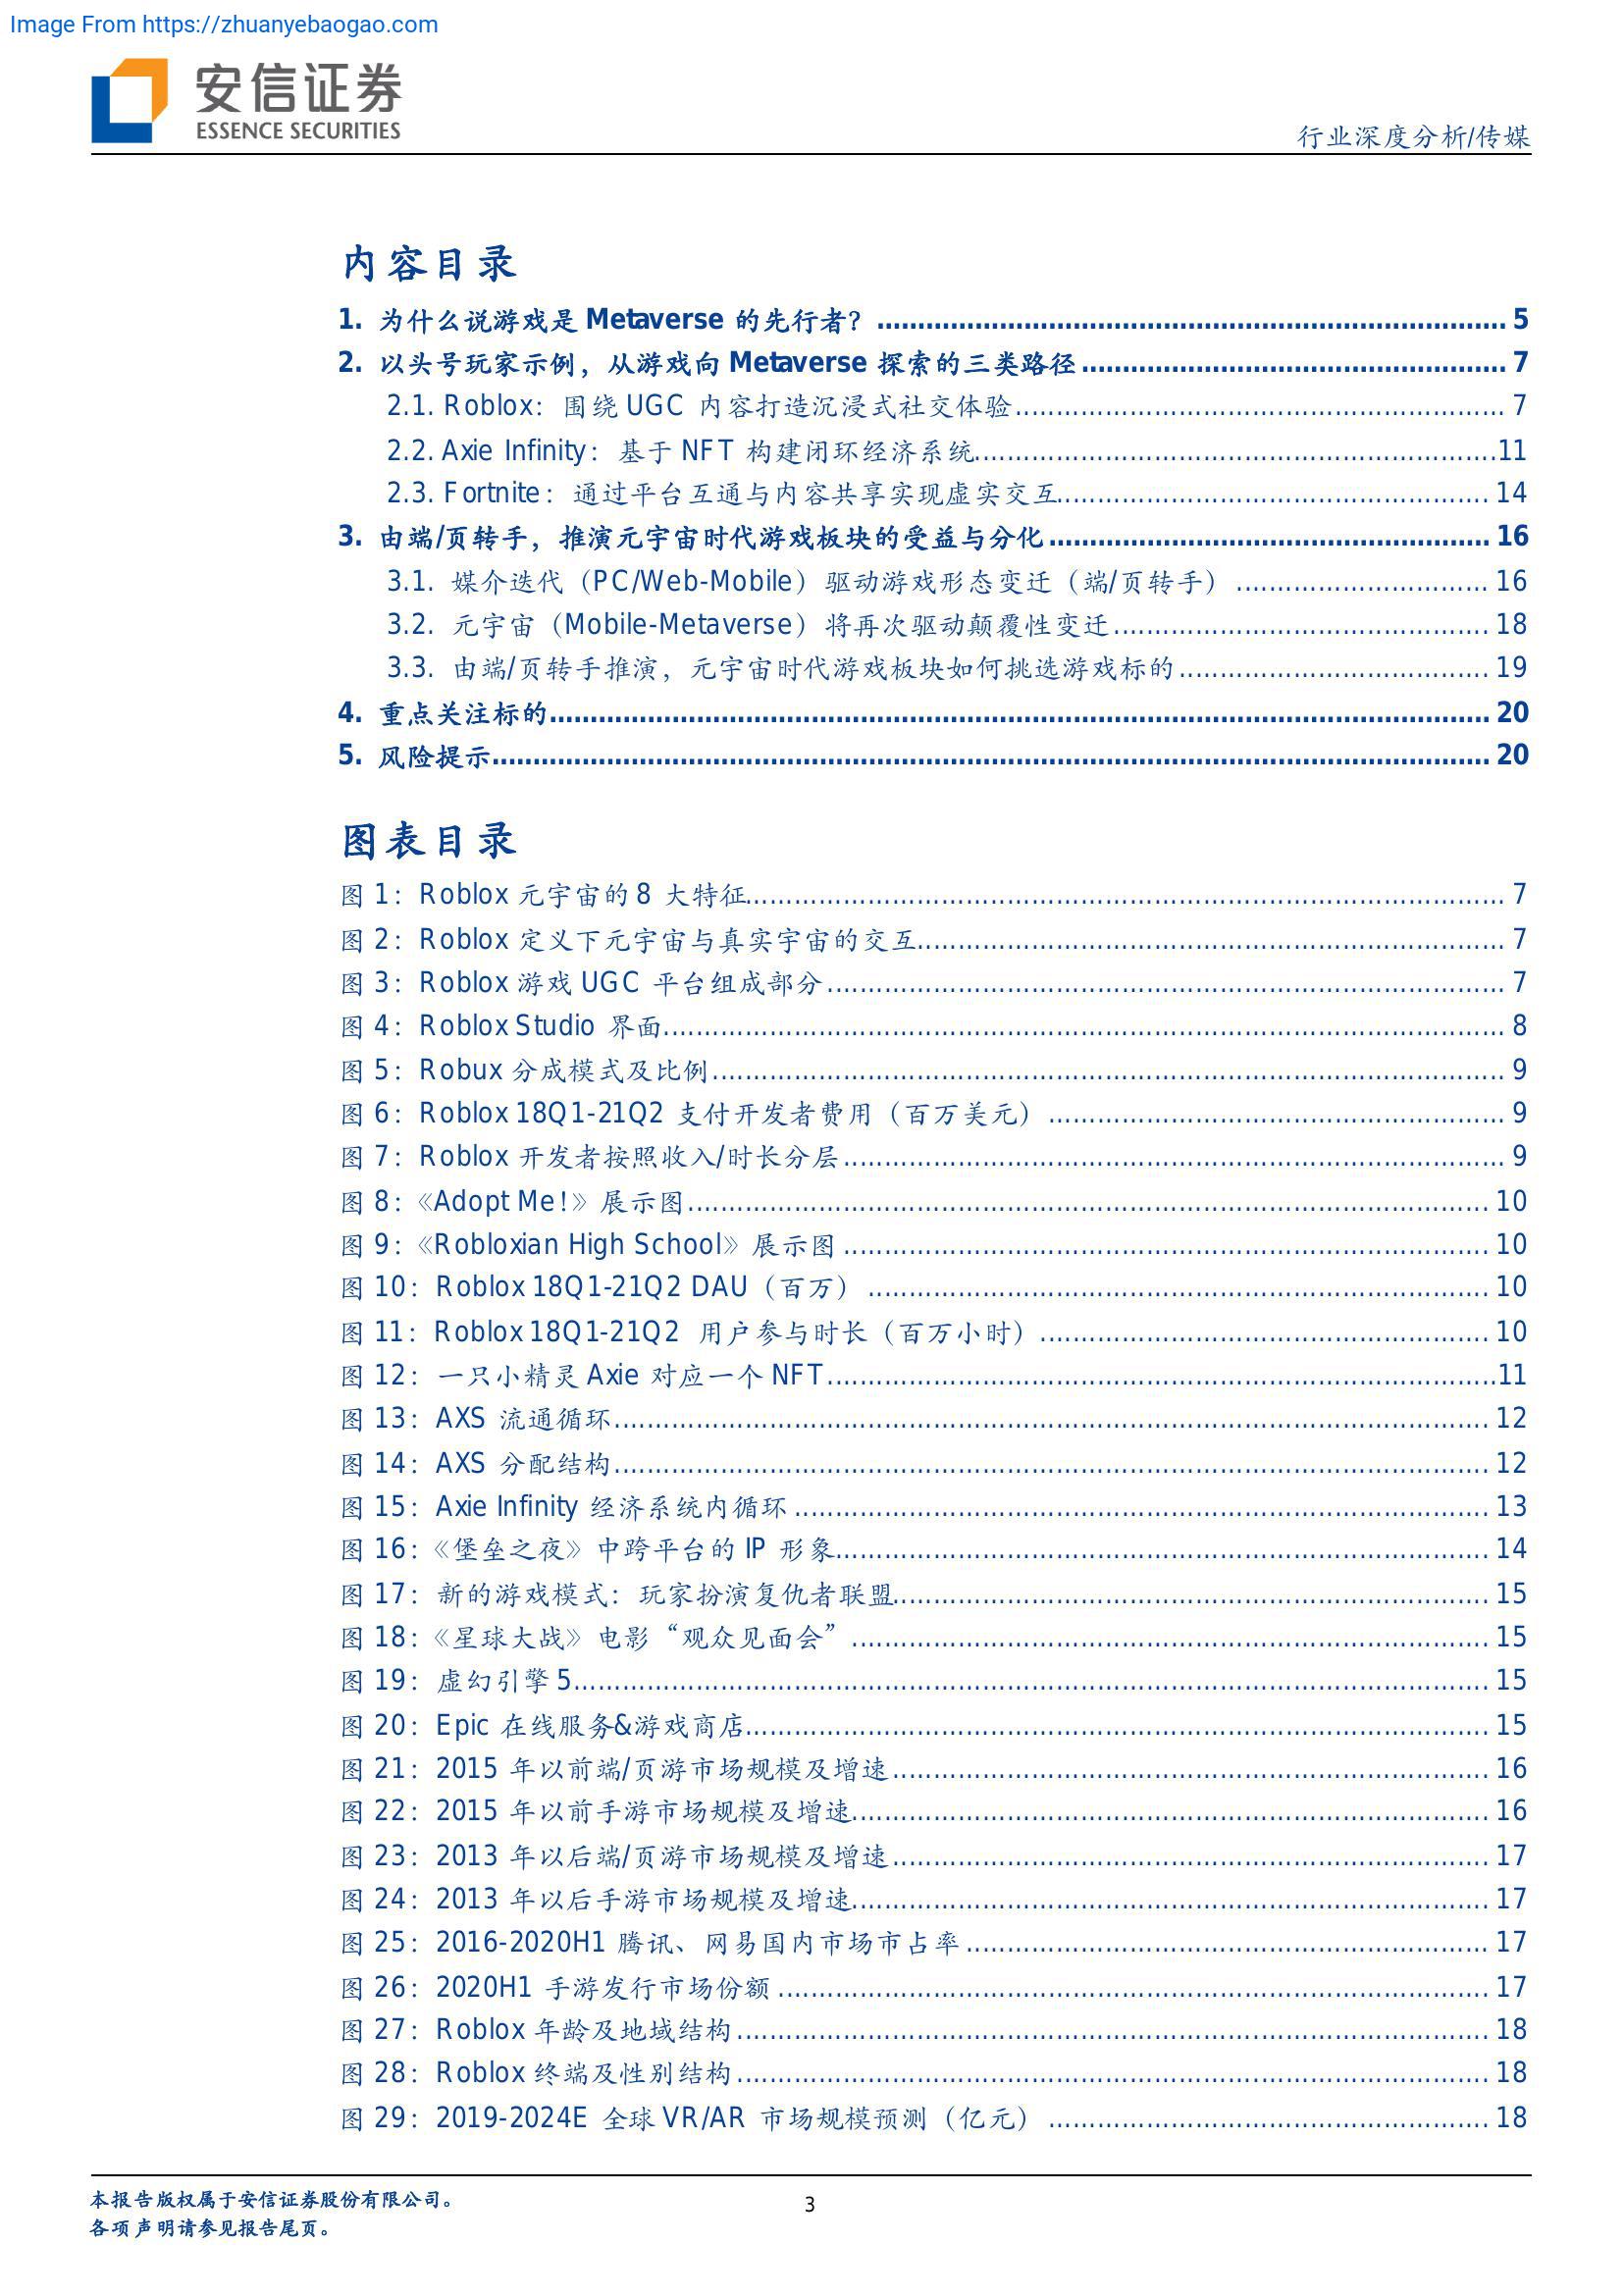 Image From https://zhuanyebaogao.com
安信证券
ESSENCE SECURITIES
行业深度分析/传媒
内容目录
1. 为什么说游戏是 Metaverse 的先行者？ 5
2. 以头号玩家示例，从游戏向 Metaverse 探索的三类路径 7
2.1. Roblox：围绕 UGC 内容打造沉浸式社交体验 7
2.2. Axie Infinity：基于 NFT 构建闭环经济系统 11
2.3. Fortnite：通过平台互通与内容共享实现虚实交互 14
3. 由端/页转手，推演元宇宙时代游戏板块的受益与分化 16
3.1. 媒介迭代（PC/Web-Mobile）驱动游戏形态变迁（端/页转手） 16
3.2. 元宇宙（Mobile-Metaverse）将再次驱动颠覆性变迁 18
3.3. 由端/页转手推演，元宇宙时代游戏板块如何挑选游戏标的 19
4. 重点关注标的 20
5. 风险提示 20
图表目录
图 1：Roblox 元宇宙的 8 大特征 7
图 2：Roblox 定义下元宇宙与真实宇宙的交互 7
图 3：Roblox 游戏 UGC 平台组成部分 7
图 4：Roblox Studio 界面 8
图 5：Robux 分成模式及比例 9
图 6：Roblox 18Q1-21Q2 支付开发者费用（百万美元） 9
图 7：Roblox 开发者按照收入/时长分层 9
图 8：《Adopt Me!》展示图 10
图 9：《Robloxian High School》展示图 10
图 10：Roblox 18Q1-21Q2 DAU（百万） 10
图 11：Roblox 18Q1-21Q2 用户参与时长（百万小时） 10
图 12：一只小精灵 Axie 对应一个 NFT 11
图 13：AXS 流通循环 12
图 14：AXS 分配结构 12
图 15：Axie Infinity 经济系统内循环 13
图 16：《堡垒之夜》中跨平台的 IP 形象 14
图 17：新的游戏模式：玩家扮演复仇者联盟 15
图 18：《星球大战》电影“观众见面会” 15
图 19：虚幻引擎 5 15
图 20：Epic 在线服务&游戏商店 15
图 21：2015 年以前端/页游市场规模及增速 16
图 22：2015 年以前手游市场规模及增速 16
图 23：2013 年以后端/页游市场规模及增速 17
图 24：2013 年以后手游市场规模及增速 17
图 25：2016-2020H1 腾讯、网易国内市场市占率 17
图 26：2020H1 手游发行市场份额 17
图 27：Roblox 年龄及地域结构 18
图 28：Roblox 终端及性别结构 18
图 29：2019-2024E 全球 VR/AR 市场规模预测（亿元） 18
本报告版权属于安信证券股份有限公司。
3
各项声明请参见报告尾页。